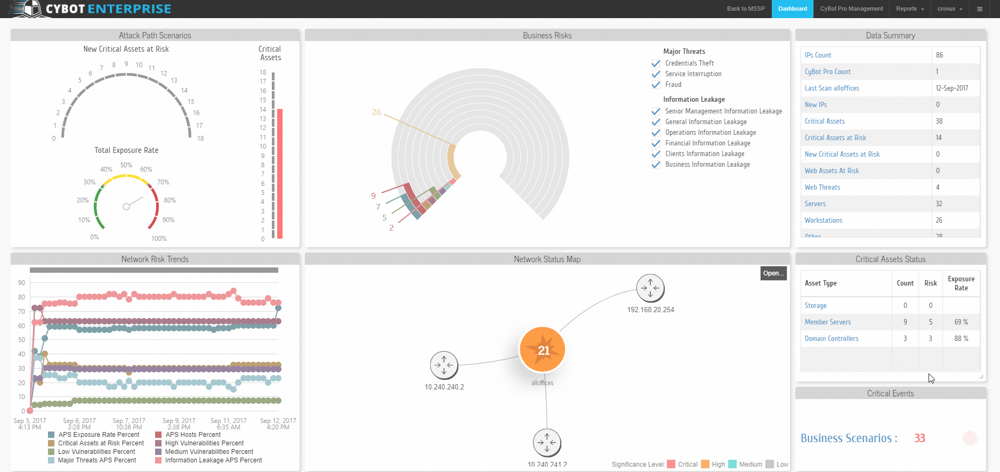 CYBOT ENTERPRISE
Back to MSSP Dashboard CyBot Pro Management Reports cronus
Attack Path Scenarios
New Critical Assets at Risk
0 1 2 3 4 5 6 7 8 9 10 11 12 13 14 15 16 17 18
Total Exposure Rate
0% 10% 20% 30% 40% 50% 60% 70% 80% 90% 100%
Critical
Assets
18
17
16
15
14
13
12
11
10
9
8
7
6
5
4
3
2
1
0
Business Risks
26
9
7
5
2
Major Threats
Credentials Theft
Service Interruption
Fraud
Information Leakage
Senior Management Information Leakage
General Information Leakage
Operations Information Leakage
Financial Information Leakage
Clients Information Leakage
Business Information Leakage
Data Summary
IPs Count 86
CyBot Pro Count 1
Last Scan alloffices 12-Sep-2017
New IPs 0
Critical Assets 38
Critical Assets at Risk 14
New Critical Assets at Risk 0
Web Assets At Risk 0
Web Threats 4
Servers 32
Workstations 26
Other 28
Network Risk Trends
90
80
70
60
50
40
30
20
10
0
Sep 5, 2017 Sep 6, 2017 Sep 7, 2017 Sep 9, 2017 Sep 11, 2017 Sep 12, 2017
4:13 PM 2:28 PM 10:36 PM 2:38 PM 6:35 AM 4:20 PM
APS Exposure Rate Percent APS Hosts Percent
Critical Assets at Risk Percent High Vulnerabilities Percent
Low Vulnerabilities Percent Medium Vulnerabilities Percent
Major Threats APS Percent Information Leakage APS Percent
Network Status Map
Open...
192.168.20.254
21
alloffices
10.240.240.2
10.240.241.2
Significance Level: Critical High Medium Low
Critical Assets Status
Asset Type Count Risk Exposure
Rate
Storage 0 0
Member Servers 9 5 69 %
Domain Controllers 3 3 88 %
Critical Events
Business Scenarios : 33